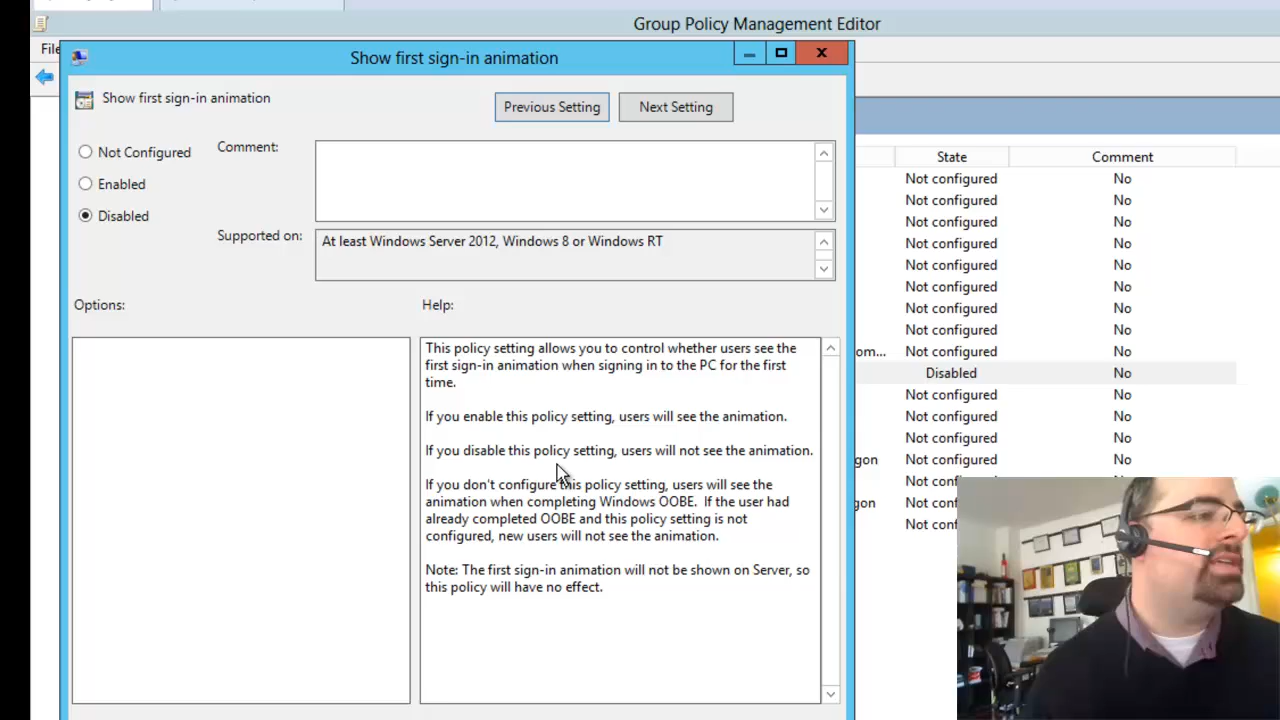 Group Policy Management Editor
File
Show first sign-in animation
Show first sign-in animation
Previous Setting
Next Setting
Not Configured
Enabled
Disabled
Comment:
Supported on:
At least Windows Server 2012, Windows 8 or Windows RT
Options:
Help:
This policy setting allows you to control whether users see the
first sign-in animation when signing in to the PC for the first
time.
If you enable this policy setting, users will see the animation.
If you disable this policy setting, users will not see the animation.
If you don't configure this policy setting, users will see the
animation when completing Windows OOBE. If the user had
already completed OOBE and this policy setting is not
configured, new users will not see the animation.
Note: The first sign-in animation will not be shown on Server, so
this policy will have no effect.
State Comment
Not configured No
Not configured No
Not configured No
Not configured No
Not configured No
Not configured No
Not configured No
Not configured No
om... Not configured No
Disabled No
Not configured No
Not configured No
Not configured No
gon Not configured No
Not conf
gon Not conf
Not conf